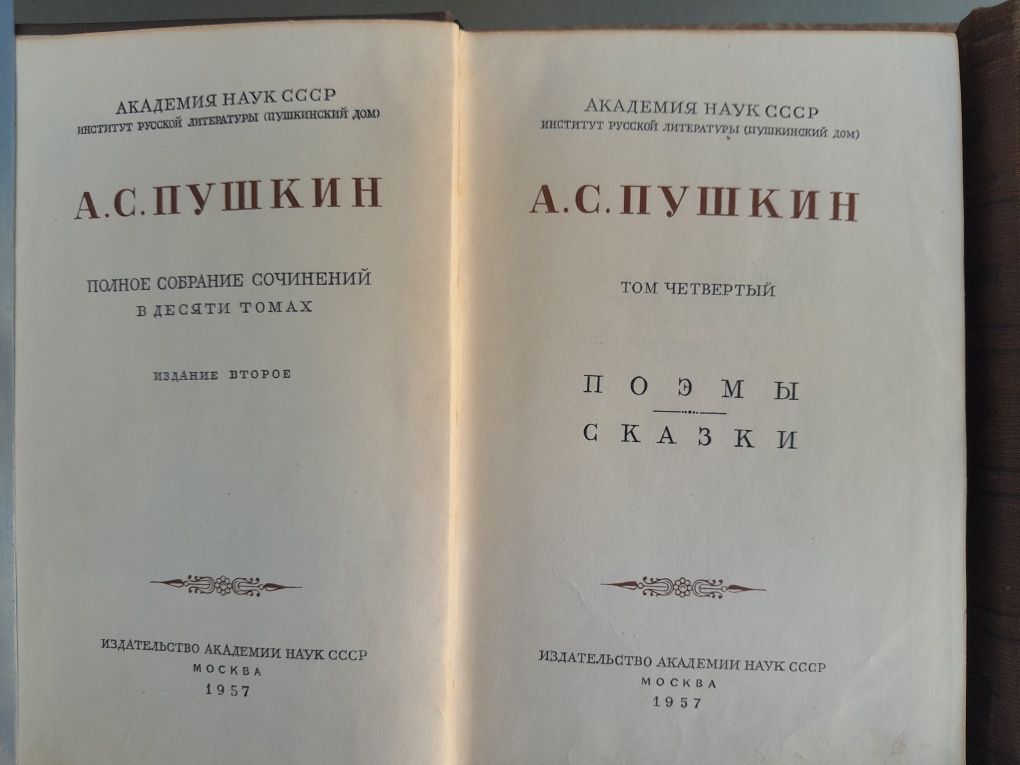 АКАДЕМИЯ НАУК СССР
ИНСТИТУТ РУССКОЙ ЛИТЕРАТУРЫ (ПУШКИНСКИЙ ДОМ)
А. С. ПУШКИН
ПОЛНОЕ СОБРАНИЕ СОЧИНЕНИЙ
В ДЕСЯТИ ТОМАХ
ИЗДАНИЕ ВТОРОЕ
ИЗДАТЕЛЬСТВО АКАДЕМИИ НАУК СССР
МОСКВА
1957
АКАДЕМИЯ НАУК СССР
ИНСТИТУТ РУССКОЙ ЛИТЕРАТУРЫ (ПУШКИНСКИЙ ДОМ)
А. С. ПУШКИН
ТОМ ЧЕТВЕРТЫЙ
ПОЭМЫ
СКАЗКИ
ИЗДАТЕЛЬСТВО АКАДЕМИИ НАУК СССР
МОСКВА
1957